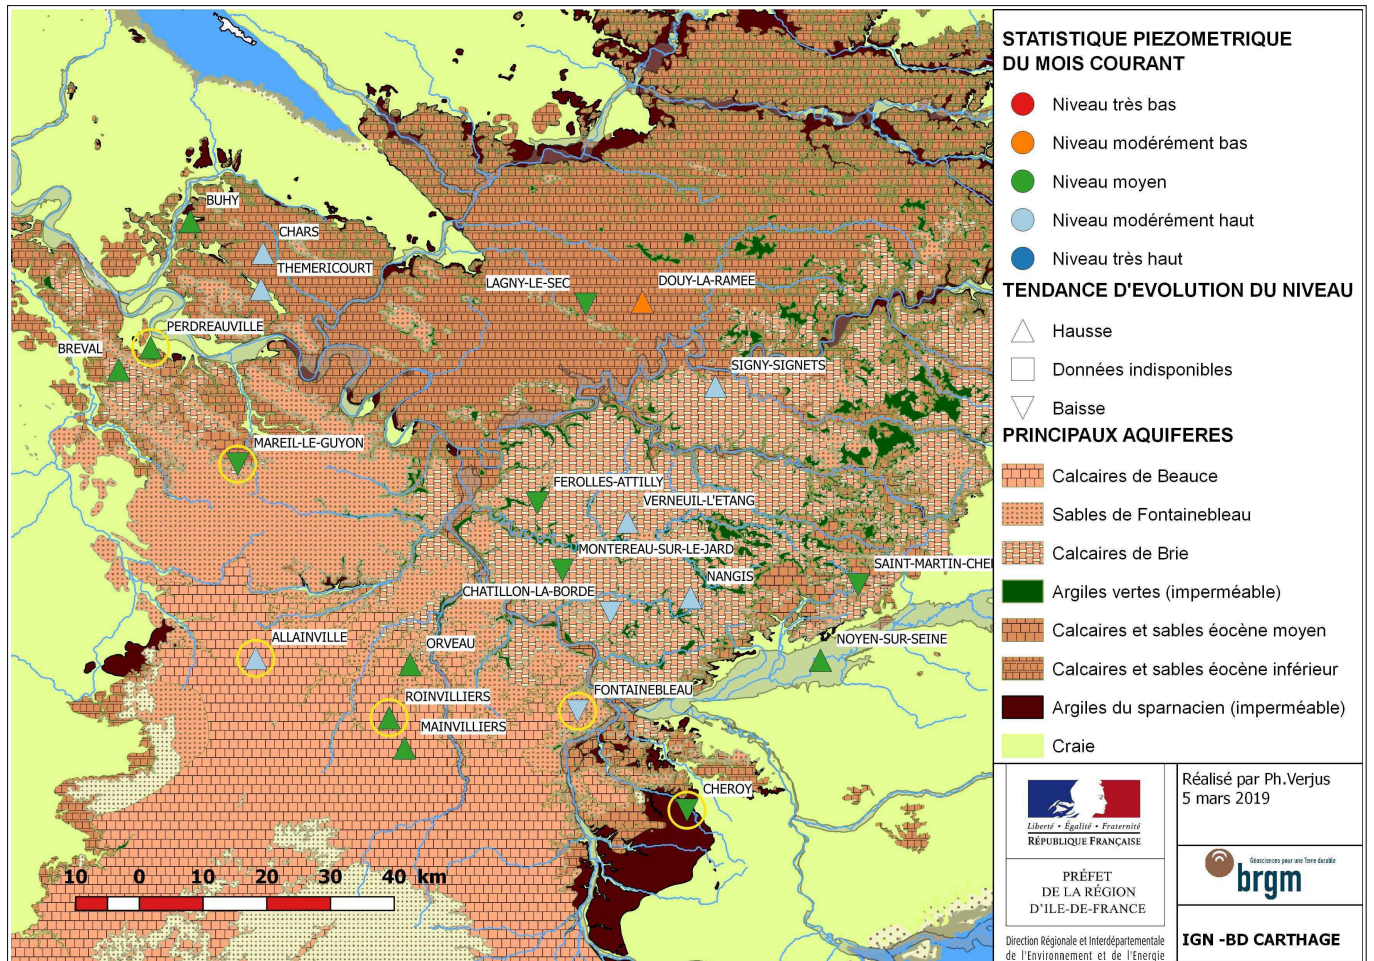 BUHY
CHARS
THEMERICOURT
LAGNY-LE-SEC
DOUY-LA-RAMEE
PERDREAUVILLE
BREVAL
SIGNY-SIGNETS
MAREIL-LE-GUYON
FEROLLES-ATTILLY
VERNEUIL-L'ETANG
MONTEREAU-SUR-LE-JARD
SAINT-MARTIN-CHE
NANGIS
CHATILLON-LA-BORDE
ALLAINVILLE
ORVEAU
NOYEN-SUR-SEINE
ROINVILLIERS
FONTAINEBLEAU
MAINVILLIERS
CHEROY
10 0 10 20 30 40 km
STATISTIQUE PIEZOMETRIQUE
DU MOIS COURANT
Niveau très bas
Niveau modérément bas
Niveau moyen
Niveau modérément haut
Niveau très haut
TENDANCE D'EVOLUTION DU NIVEAU
Hausse
Données indisponibles
Baisse
PRINCIPAUX AQUIFERES
Calcaires de Beauce
Sables de Fontainebleau
Calcaires de Brie
Argiles vertes (imperméable)
Calcaires et sables éocène moyen
Calcaires et sables éocène inférieur
Argiles du sparnacien (imperméable)
Craie
Liberté • Égalité • Fraternité
RÉPUBLIQUE FRANÇAISE
PRÉFET
DE LA RÉGION
D'ILE-DE-FRANCE
Direction Régionale et Interdépartementale
de l'Environnement et de l'Energie
Réalisé par Ph.Verjus
5 mars 2019
Géosciences pour une Terre durable
brgm
IGN -BD CARTHAGE